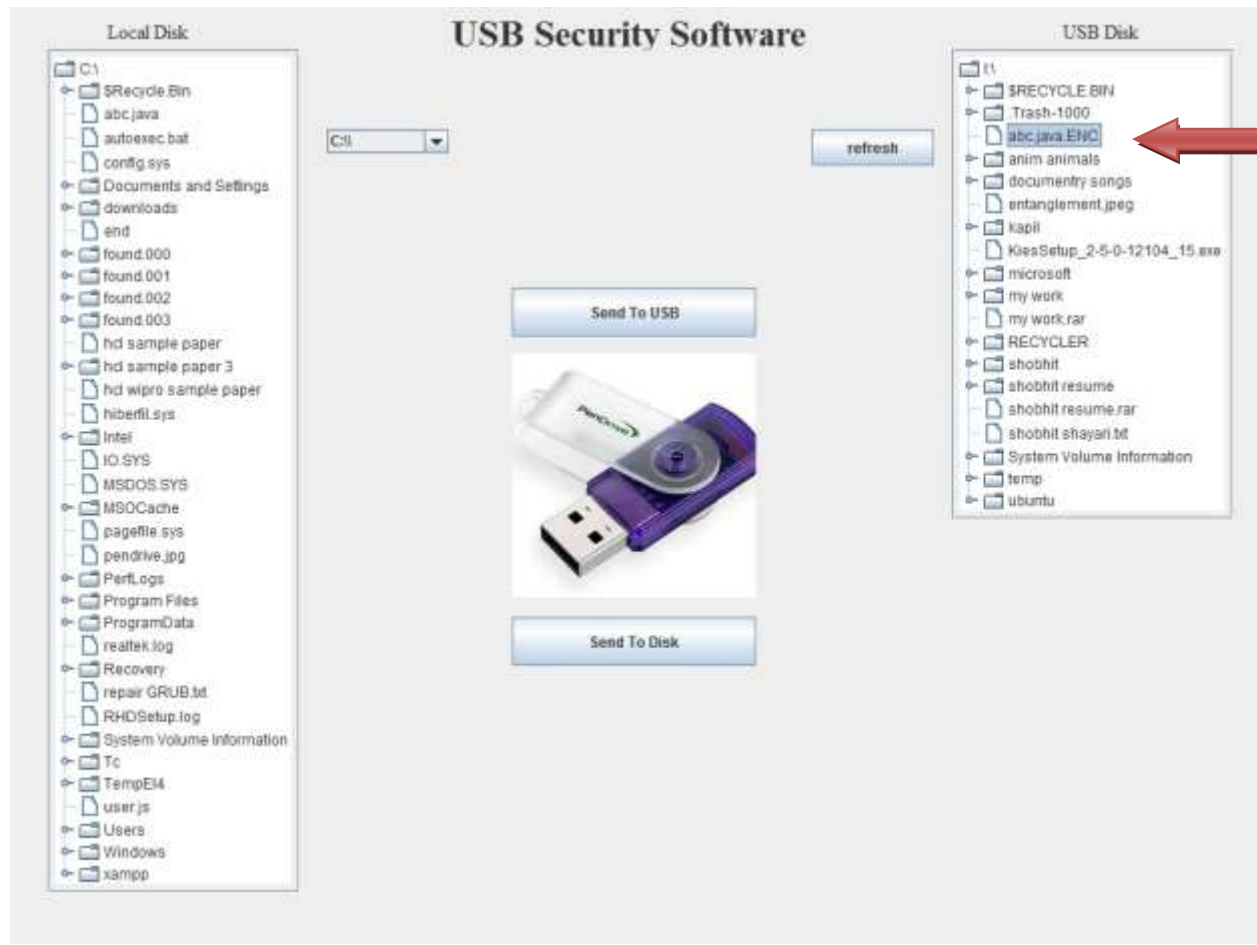 Local Disk
USB Security Software
USB Disk
C:\
$Recycle.Bin
abc.java
autoexec.bat
config.sys
Documents and Settings
downloads
end
found.000
found.001
found.002
found.003
hcl sample paper
hcl sample paper 3
hcl wipro sample paper
hiberfil.sys
Intel
IO.SYS
MSDOS.SYS
MSOCache
pagefile.sys
pendrive.jpg
PerfLogs
Program Files
ProgramData
realtek.log
Recovery
repair GRUB.txt
RHDSetup.log
System Volume Information
Tc
TempEI4
user.js
Users
Windows
xampp
C:\\
refresh
Send To USB
PenDrive
Send To Disk
I:\
$RECYCLE.BIN
.Trash-1000
abc.java.ENC
anim animals
documentry songs
entanglement.jpeg
kapil
KiesSetup_2-5-0-12104_15.exe
microsoft
my work
my work.rar
RECYCLER
shobhit
shobhit resume
shobhit resume.rar
shobhit shayari.txt
System Volume Information
temp
ubuntu